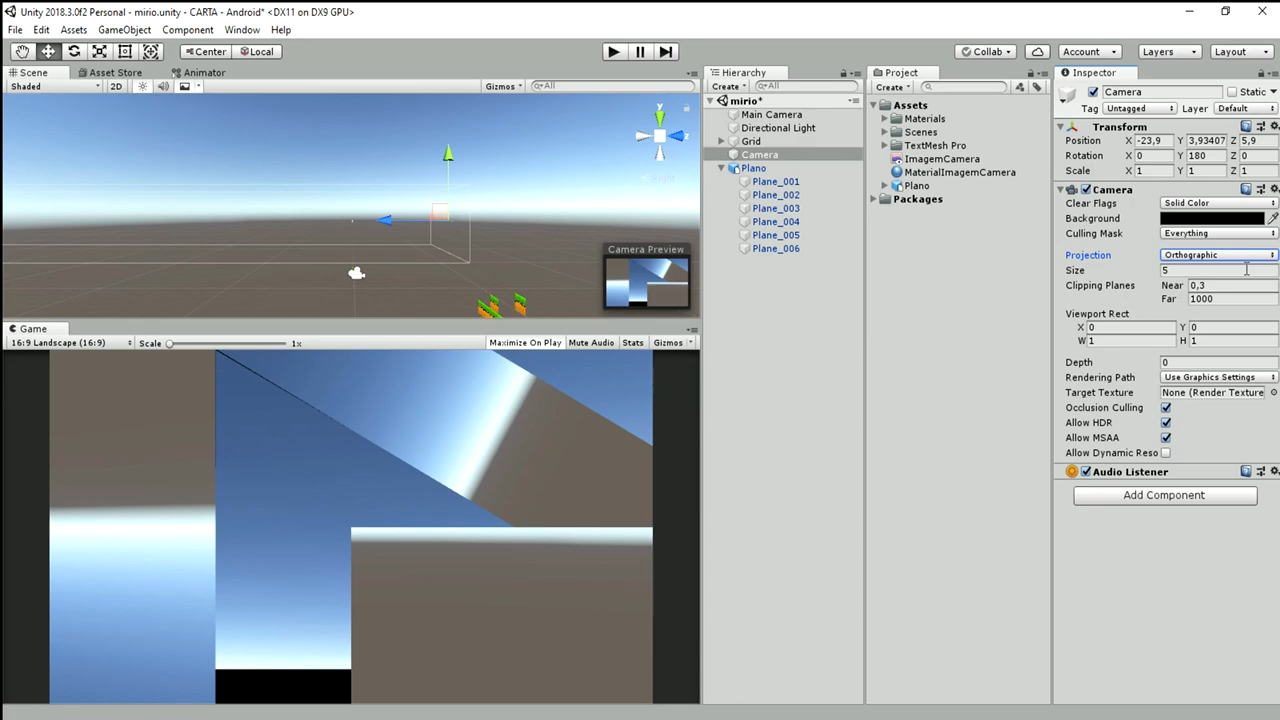 Unity 2018.3.0f2 Personal - mirio.unity - CARTA - Android* <DX11 on DX9 GPU>
File Edit Assets GameObject Component Window Help
Center Local Collab Account Layers Layout
Scene Asset Store Animator
Shaded 2D Gizmos All
y
z
Camera Preview
Game
16:9 Landscape (16:9) Scale 1x Maximize On Play Mute Audio Stats Gizmos
Hierarchy
Create All
mirio*
Main Camera
Directional Light
Grid
Camera
Plano
Plane_001
Plane_002
Plane_003
Plane_004
Plane_005
Plane_006
Project
Create
Assets
Materials
Scenes
TextMesh Pro
ImagemCamera
MaterialImagemCamera
Plano
Packages
Inspector
Camera Static
Tag Untagged Layer Default
Transform
Position X -23,9 Y 3,93407 Z 5,9
Rotation X 0 Y 180 Z 0
Scale X 1 Y 1 Z 1
Camera
Clear Flags Solid Color
Background
Culling Mask Everything
Projection Orthographic
Size 5
Clipping Planes Near 0,3
Far 1000
Viewport Rect
X 0 Y 0
W 1 H 1
Depth 0
Rendering Path Use Graphics Settings
Target Texture None (Render Texture
Occlusion Culling
Allow HDR
Allow MSAA
Allow Dynamic Reso
Audio Listener
Add Component